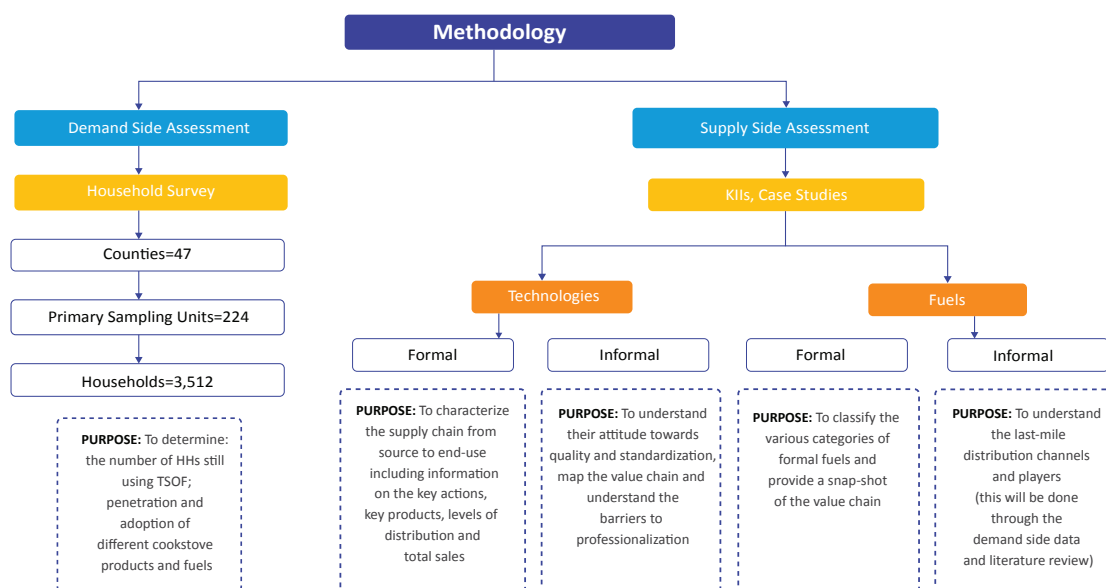 Methodology
Demand Side Assessment
Household Survey
Counties=47
Primary Sampling Units=224
Households=3,512
PURPOSE: To determine:
the number of HHs still
using TSOF;
penetration and
adoption of
different cookstove
products and fuels
Supply Side Assessment
KIIs, Case Studies
Technologies
Formal
PURPOSE: To characterize
the supply chain from
source to end-use
including information
on the key actions,
key products, levels of
distribution and
total sales
Informal
PURPOSE: To understand
their attitude towards
quality and standardization,
map the value chain and
understand the
barriers to
professionalization
Fuels
Formal
PURPOSE: To classify the
various categories of
formal fuels and
provide a snap-shot
of the value chain
Informal
PURPOSE: To understand
the last-mile
distribution channels
and players
(this will be done
through the
demand side data
and literature review)